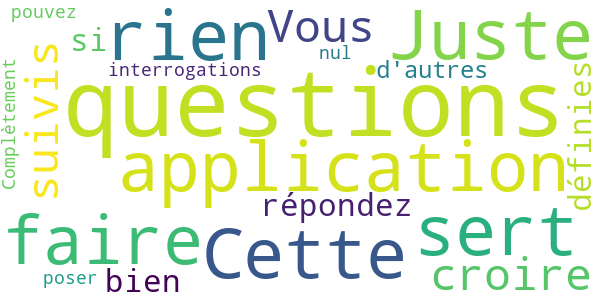 pouvez
rien Vous Juste
si nul
interrogations d'autres
suivis questions définies
Complètement
application
répondez
faire Cette sert
croire
poser bien